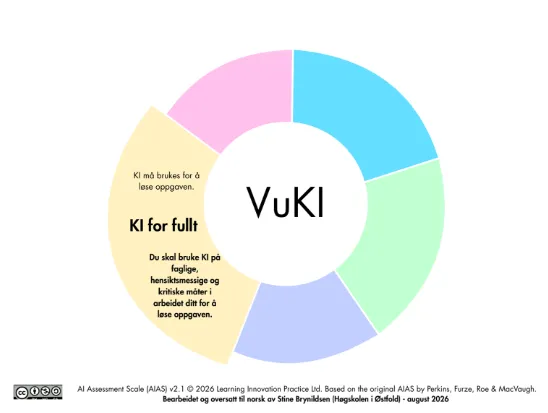 KI må brukes for å
løse oppgaven.
KI for fullt
Du skal bruke KI på
faglige,
hensiktsmessige og
kritiske måter i
arbeidet ditt for å
løse oppgaven.
VuKI
AI Assessment Scale (AIAS) v2.1 © 2026 Learning Innovation Practice Ltd. Based on the original AIAS by Perkins, Furze, Roe & MacVaugh.
Bearbeidet og oversatt til norsk av Stine Brynildsen (Høgskolen i Østfold) - august 2026